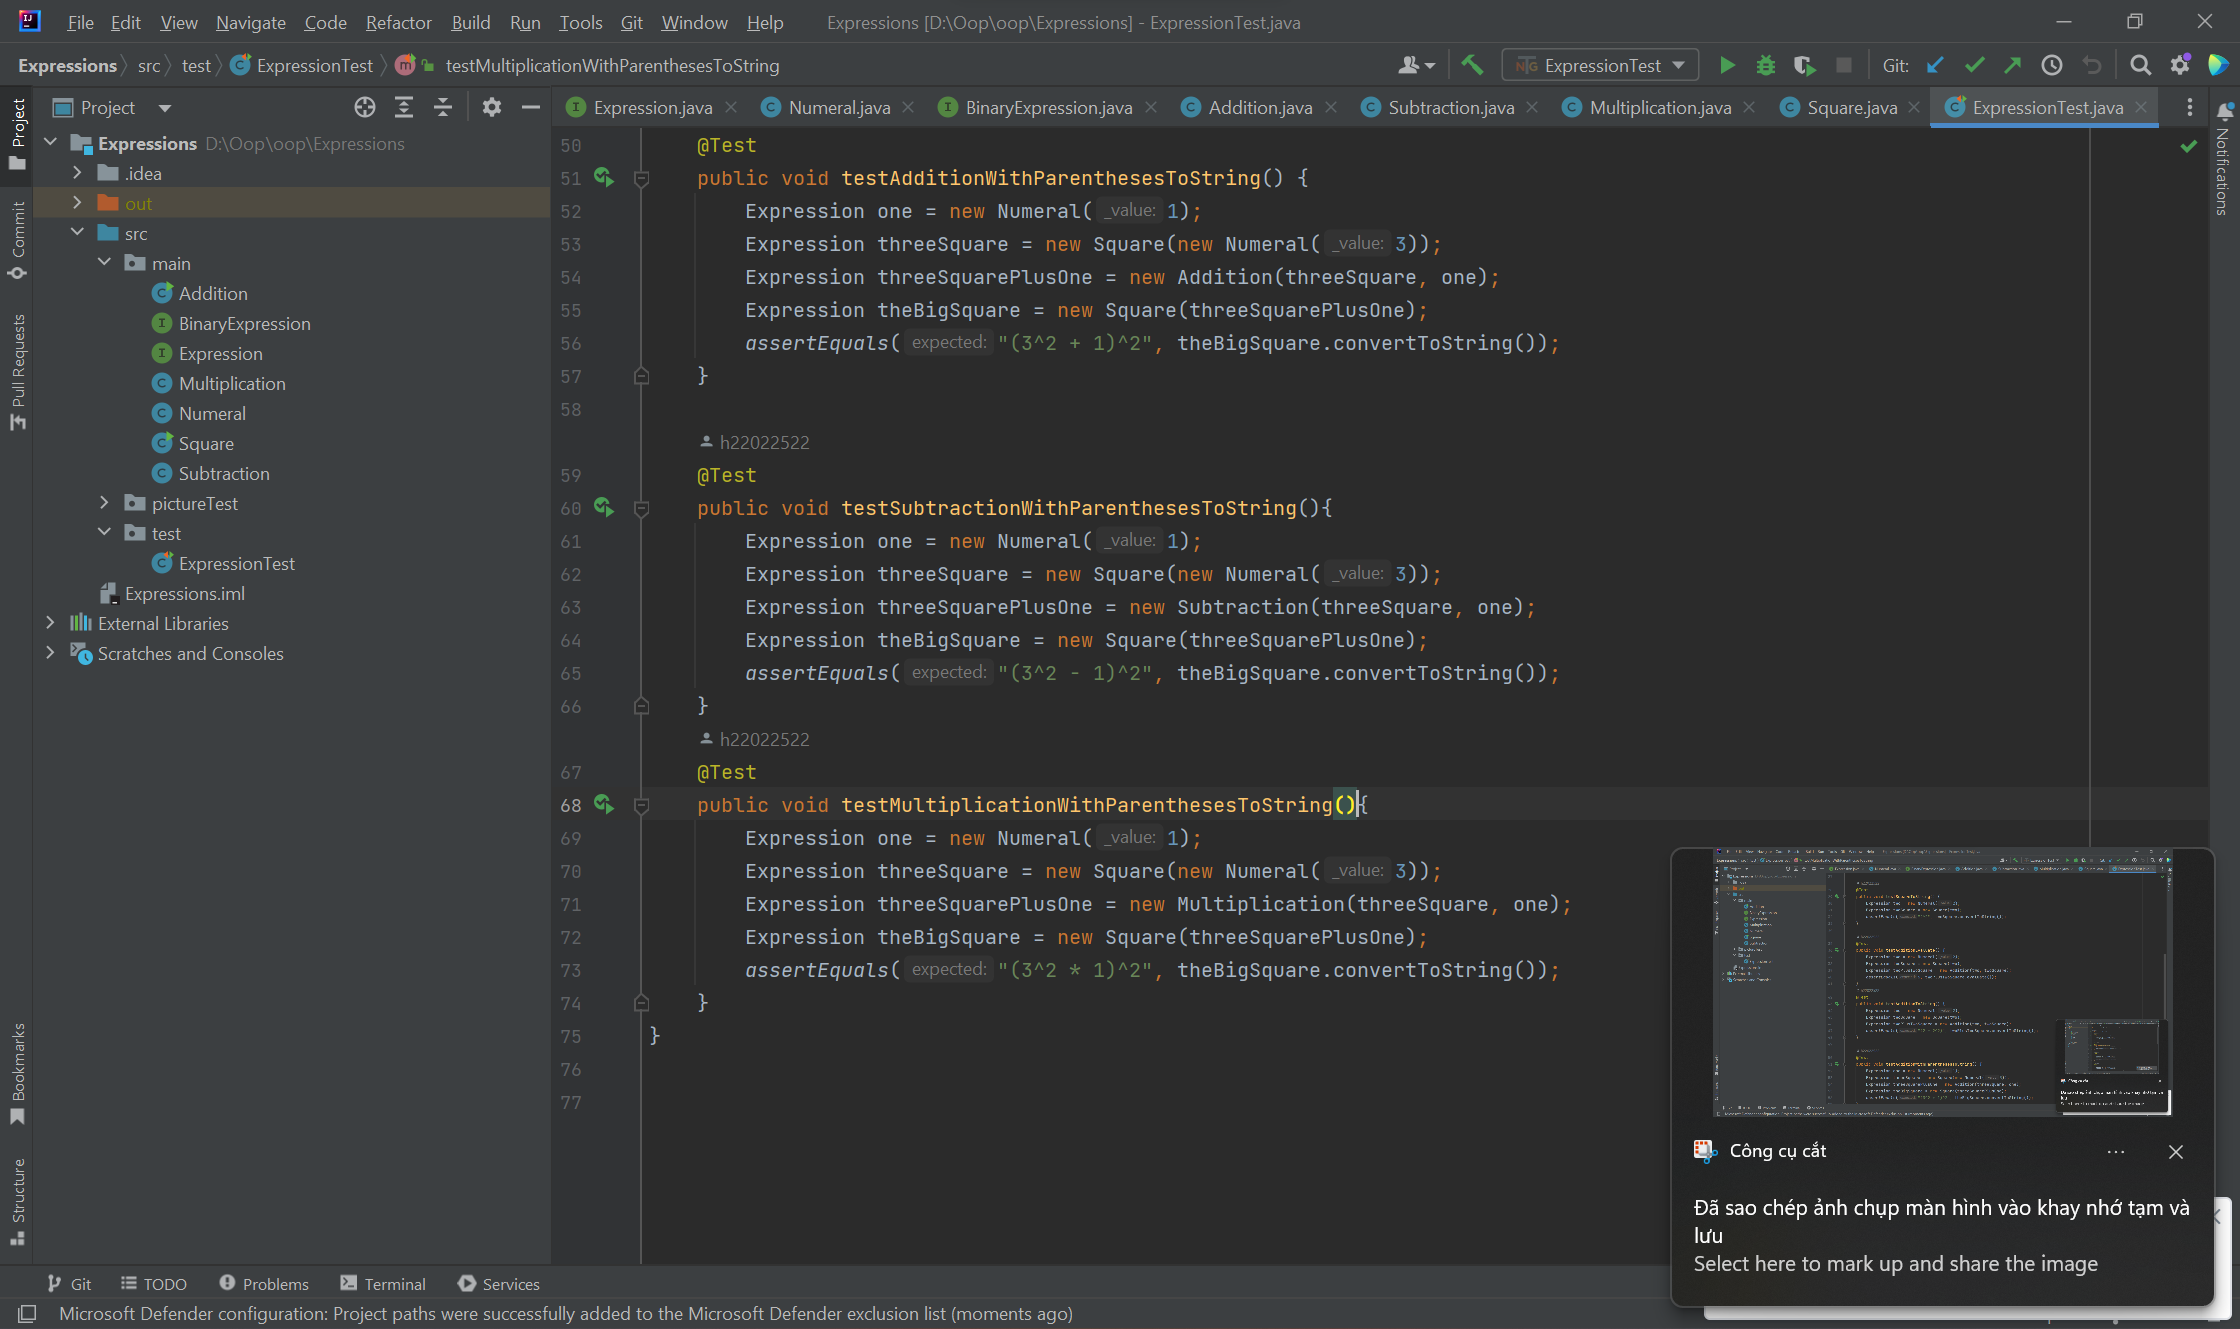 File Edit View Navigate Code Refactor Build Run Tools Git Window Help Expressions [D:\Oop\oop\Expressions] - ExpressionTest.java
Expressions src test ExpressionTest testMultiplicationWithParenthesesToString ExpressionTest Git:
Project
Expression.java Numeral.java BinaryExpression.java Addition.java Subtraction.java Multiplication.java Square.java ExpressionTest.java
Project
Commit
Pull Requests
Bookmarks
Structure
Notifications
Expressions D:\Oop\oop\Expressions
.idea
out
src
main
Addition
BinaryExpression
Expression
Multiplication
Numeral
Square
Subtraction
pictureTest
test
ExpressionTest
Expressions.iml
External Libraries
Scratches and Consoles
50 @Test
51 public void testAdditionWithParenthesesToString() {
52 Expression one = new Numeral( _value: 1);
53 Expression threeSquare = new Square(new Numeral( _value: 3));
54 Expression threeSquarePlusOne = new Addition(threeSquare, one);
55 Expression theBigSquare = new Square(threeSquarePlusOne);
56 assertEquals( expected: "(3^2 + 1)^2", theBigSquare.convertToString());
57 }
58
h22022522
59 @Test
60 public void testSubtractionWithParenthesesToString(){
61 Expression one = new Numeral( _value: 1);
62 Expression threeSquare = new Square(new Numeral( _value: 3));
63 Expression threeSquarePlusOne = new Subtraction(threeSquare, one);
64 Expression theBigSquare = new Square(threeSquarePlusOne);
65 assertEquals( expected: "(3^2 - 1)^2", theBigSquare.convertToString());
66 }
h22022522
67 @Test
68 public void testMultiplicationWithParenthesesToString(){
69 Expression one = new Numeral( _value: 1);
70 Expression threeSquare = new Square(new Numeral( _value: 3));
71 Expression threeSquarePlusOne = new Multiplication(threeSquare, one);
72 Expression theBigSquare = new Square(threeSquarePlusOne);
73 assertEquals( expected: "(3^2 * 1)^2", theBigSquare.convertToString());
74 }
75 }
76
77
Công cụ cắt
Đã sao chép ảnh chụp màn hình vào khay nhớ tạm và
lưu
Select here to mark up and share the image
Git TODO Problems Terminal Services
Microsoft Defender configuration: Project paths were successfully added to the Microsoft Defender exclusion list (moments ago)